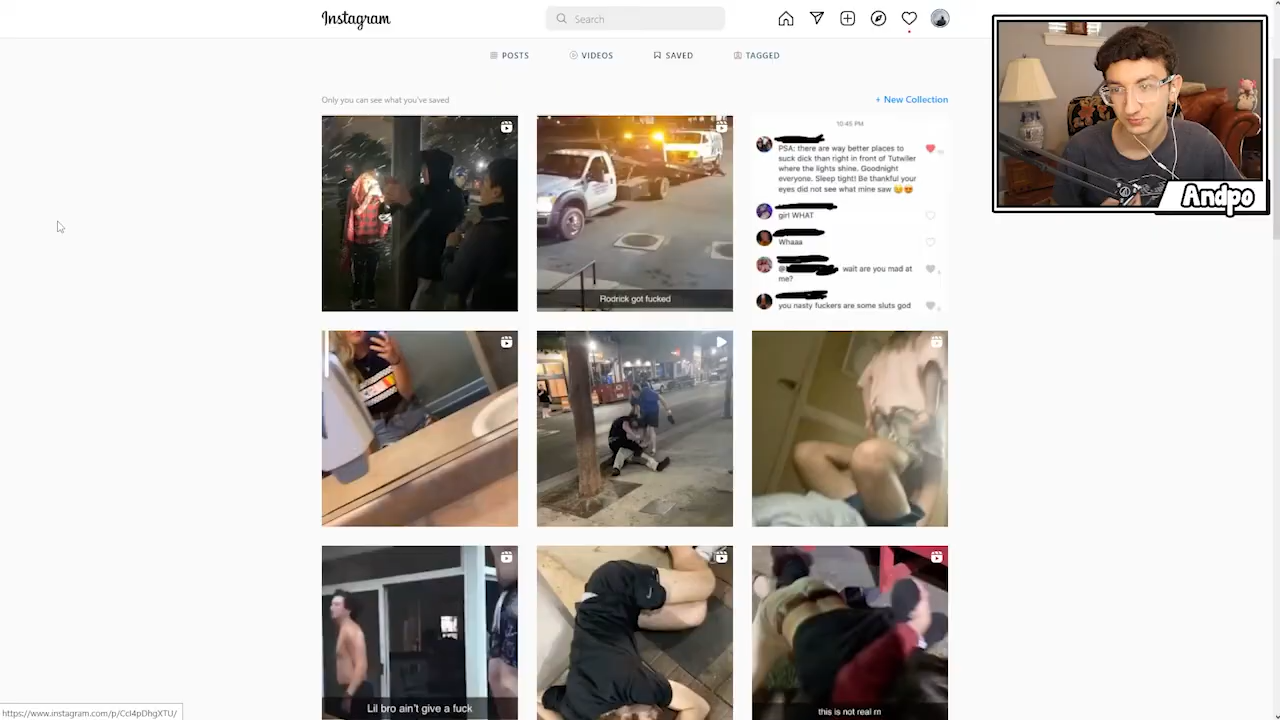 Instagram
Search
POSTS
VIDEOS
SAVED
TAGGED
Only you can see what you've saved
+ New Collection
10:45 PM
PSA: there are way better places to
suck dick than right in front of Tutwiler
where the lights shine. Goodnight
everyone. Sleep tight! Be thankful your
eyes did not see what mine saw 😏😍
girl WHAT
Whaaa
@ wait are you mad at
me?
you nasty fuckers are some sluts god
Rodrick got fucked
Lil bro ain't give a fuck
this is not real m
Andpo
https://www.instagram.com/p/CcI4pDhgXTU/